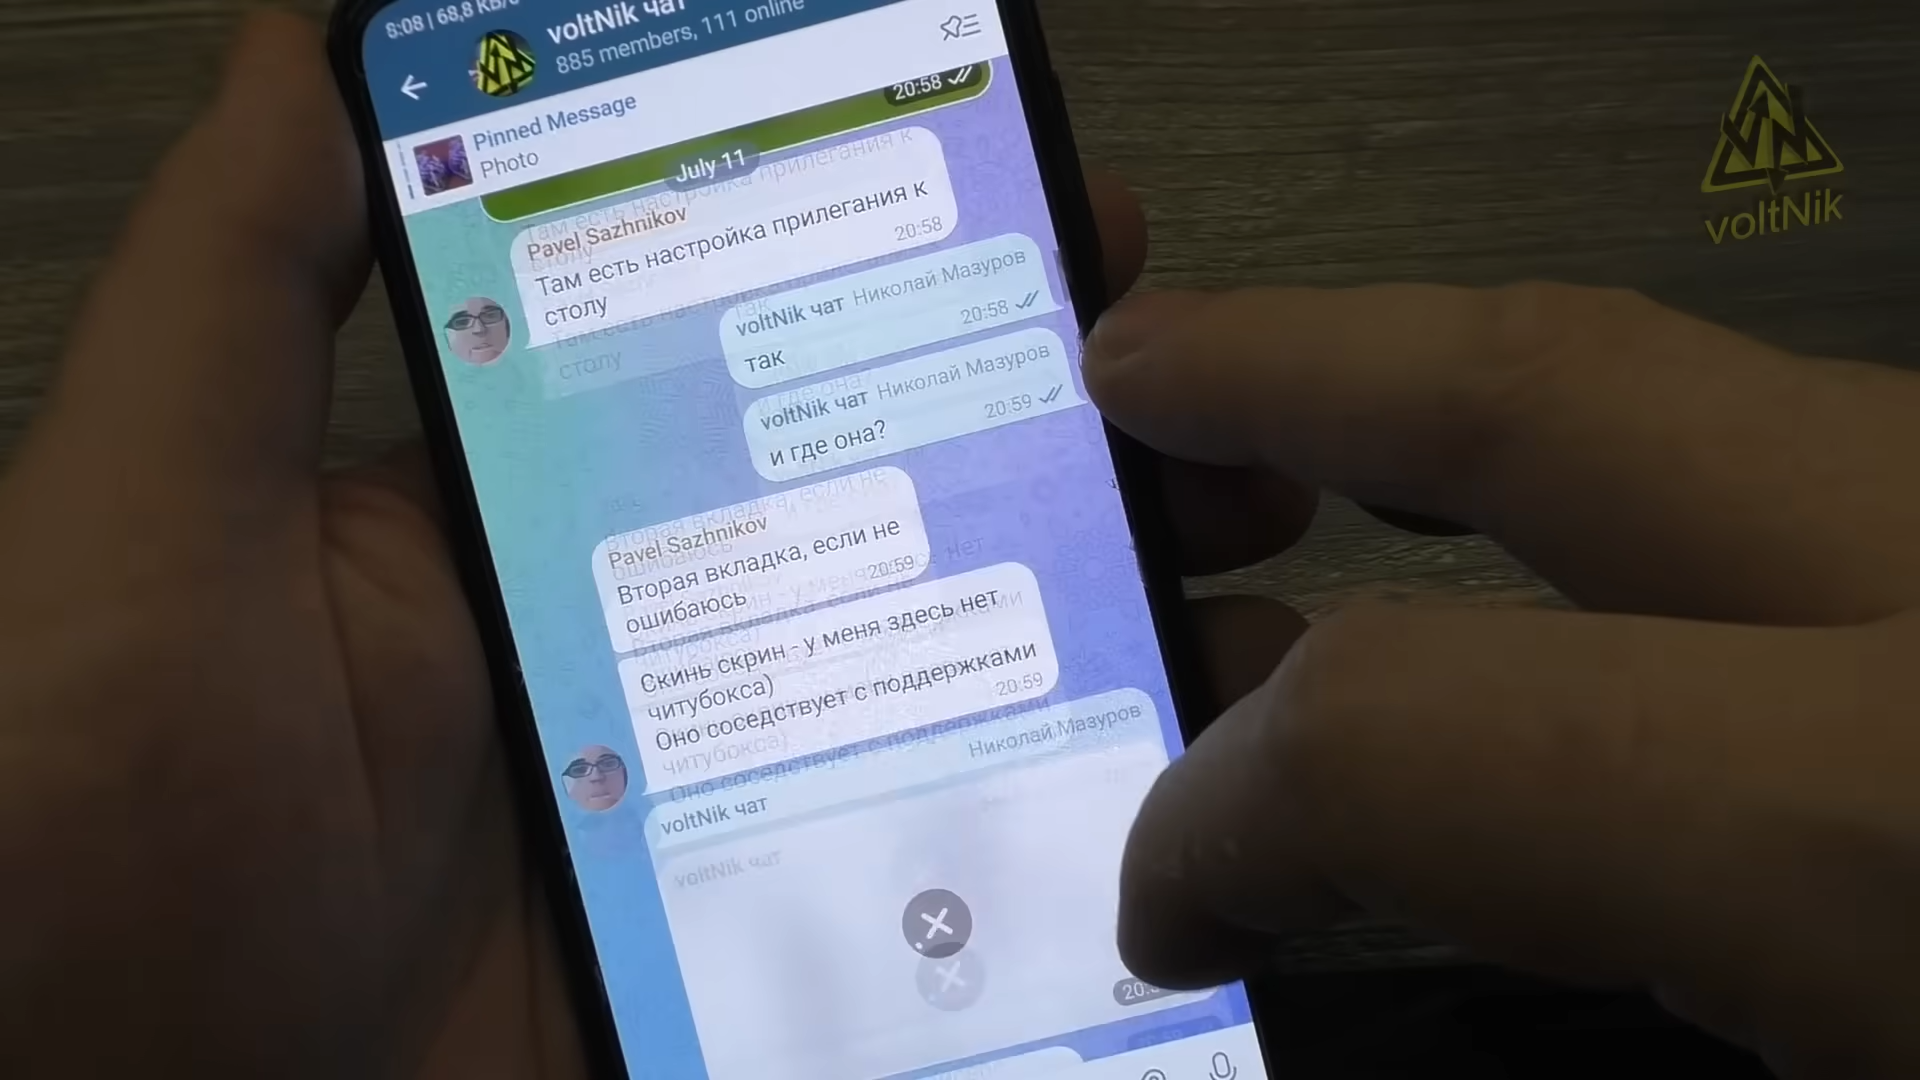 8:08 | 68,8 KB/s
voltNik чат
885 members, 111 online
Pinned Message
Photo
20:58
July 11
Pavel Sazhnikov
Там есть настройка прилегания к
столу
20:58
voltNik чат Николай Мазуров
так
20:58
voltNik чат Николай Мазуров
и где она?
20:59
Pavel Sazhnikov
Вторая вкладка, если не
ошибаюсь
20:59
Скинь скрин - у меня здесь нет
читубокса)
Оно соседствует с поддержками
20:59
voltNik чат Николай Мазуров
voltNik